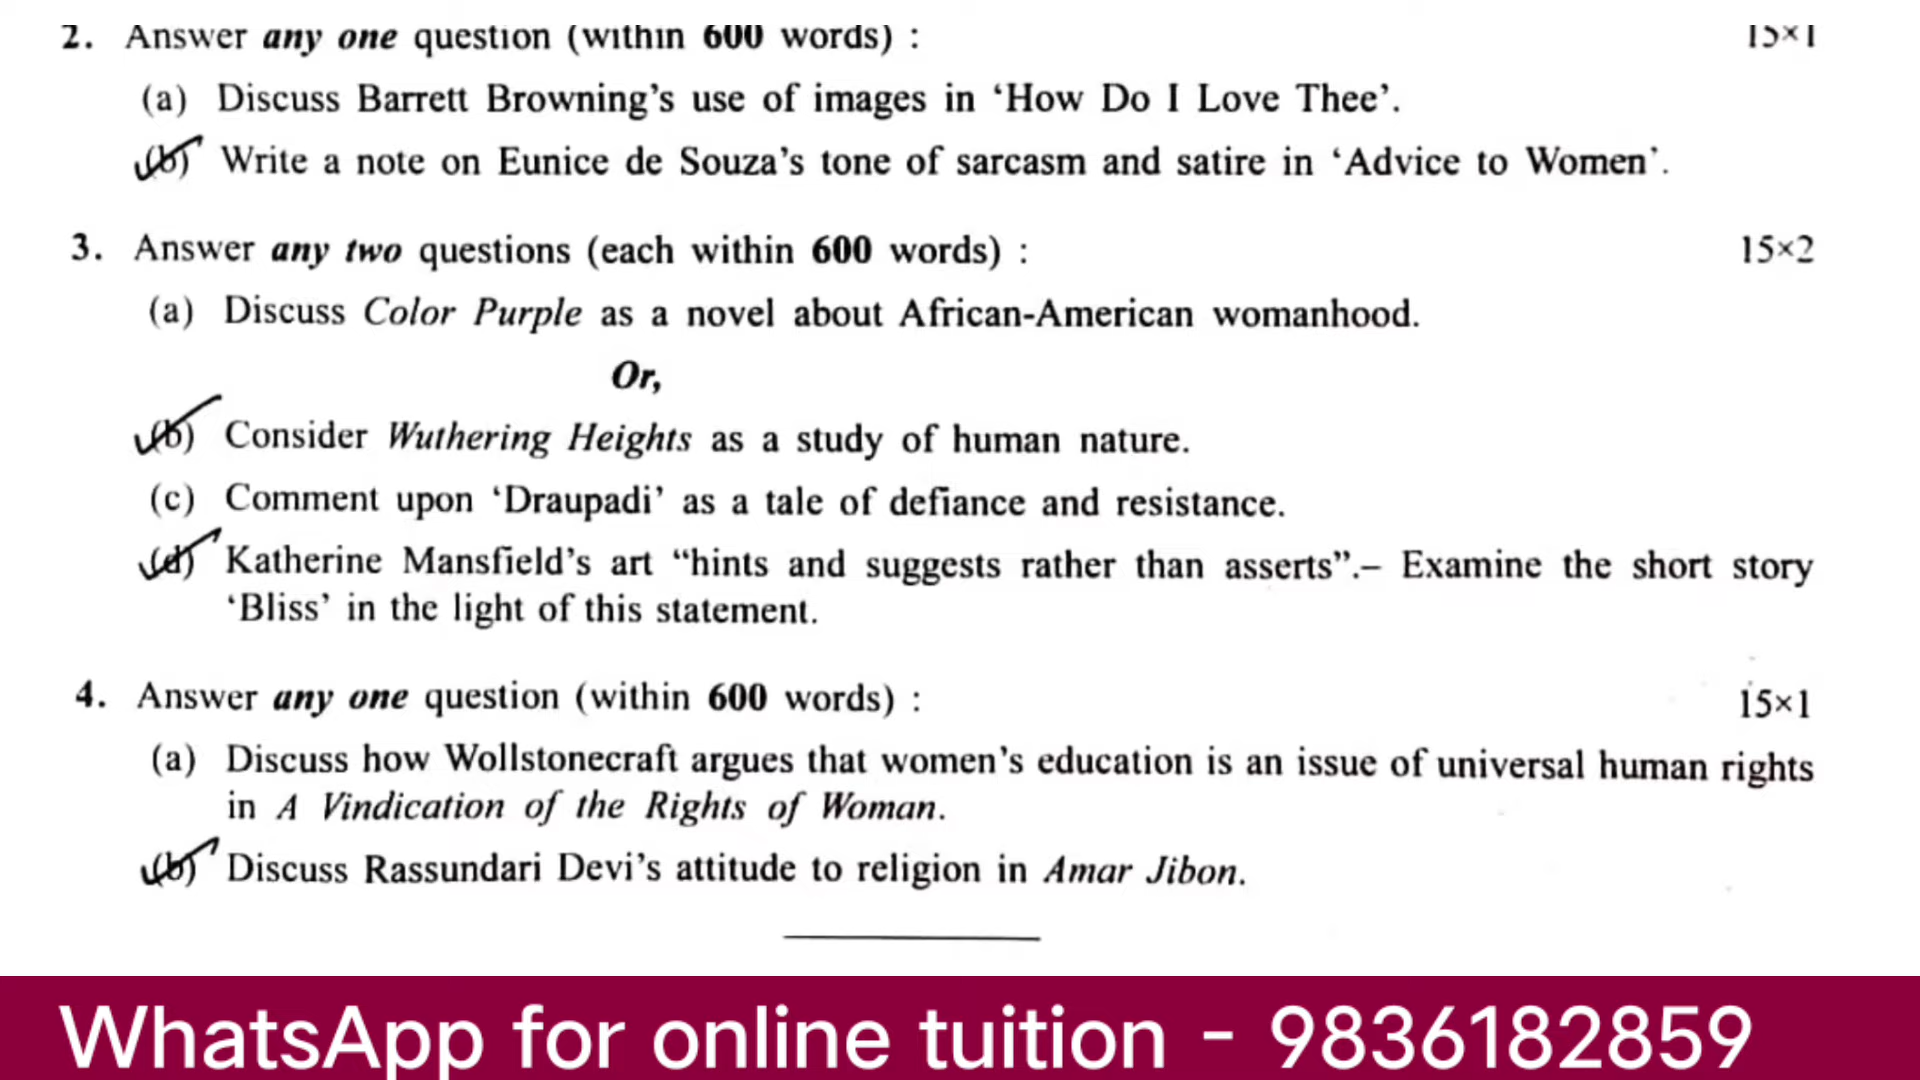 2. Answer any one question (within 600 words) : 15×1
(a) Discuss Barrett Browning's use of images in 'How Do I Love Thee'.
(b) Write a note on Eunice de Souza's tone of sarcasm and satire in 'Advice to Women'.
3. Answer any two questions (each within 600 words) : 15×2
(a) Discuss Color Purple as a novel about African-American womanhood.
Or,
(b) Consider Wuthering Heights as a study of human nature.
(c) Comment upon 'Draupadi' as a tale of defiance and resistance.
(d) Katherine Mansfield's art "hints and suggests rather than asserts".– Examine the short story
'Bliss' in the light of this statement.
4. Answer any one question (within 600 words) : 15×1
(a) Discuss how Wollstonecraft argues that women's education is an issue of universal human rights
in A Vindication of the Rights of Woman.
(b) Discuss Rassundari Devi's attitude to religion in Amar Jibon.
WhatsApp for online tuition - 9836182859